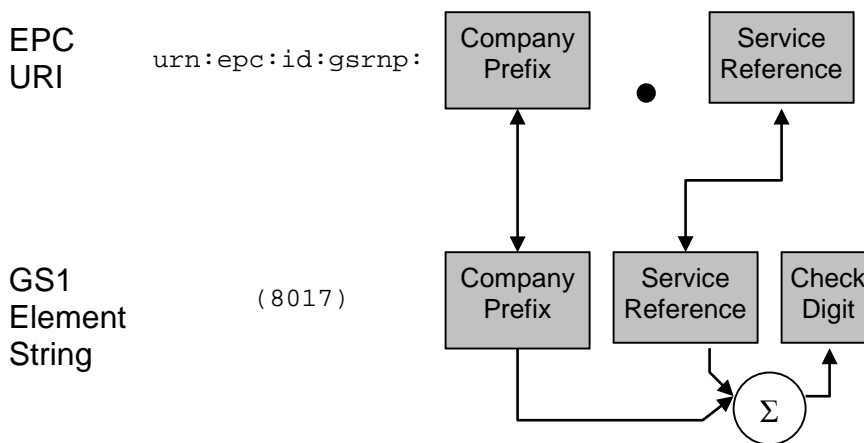 EPC
URI
urn:epc:id:gsrnp:
Company
Prefix
Service
Reference
GS1
Element
String
(8017)
Company
Prefix
Service
Reference
Check
Digit
Σ